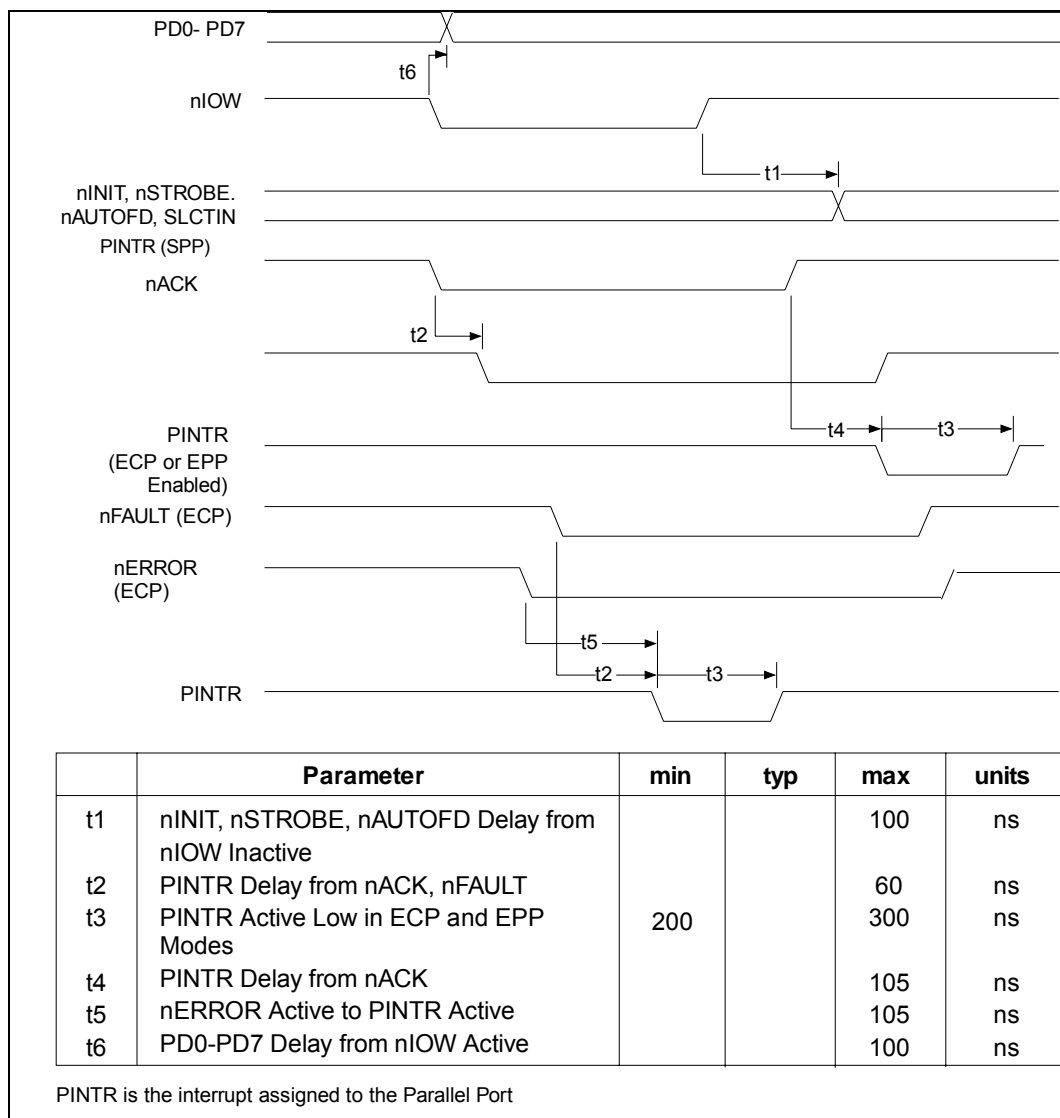 PD0- PD7
t6
nIOW
t1
nINIT, nSTROBE.
nAUTOFD, SLCTIN
PINTR (SPP)
nACK
t2
PINTR
(ECP or EPP
Enabled)
t4 t3
nFAULT (ECP)
nERROR
(ECP)
t5
t2 t3
PINTR
Parameter min typ max units
t1 nINIT, nSTROBE, nAUTOFD Delay from
nIOW Inactive 100 ns
t2 PINTR Delay from nACK, nFAULT 60 ns
t3 PINTR Active Low in ECP and EPP
Modes 200 300 ns
t4 PINTR Delay from nACK 105 ns
t5 nERROR Active to PINTR Active 105 ns
t6 PD0-PD7 Delay from nIOW Active 100 ns
PINTR is the interrupt assigned to the Parallel Port